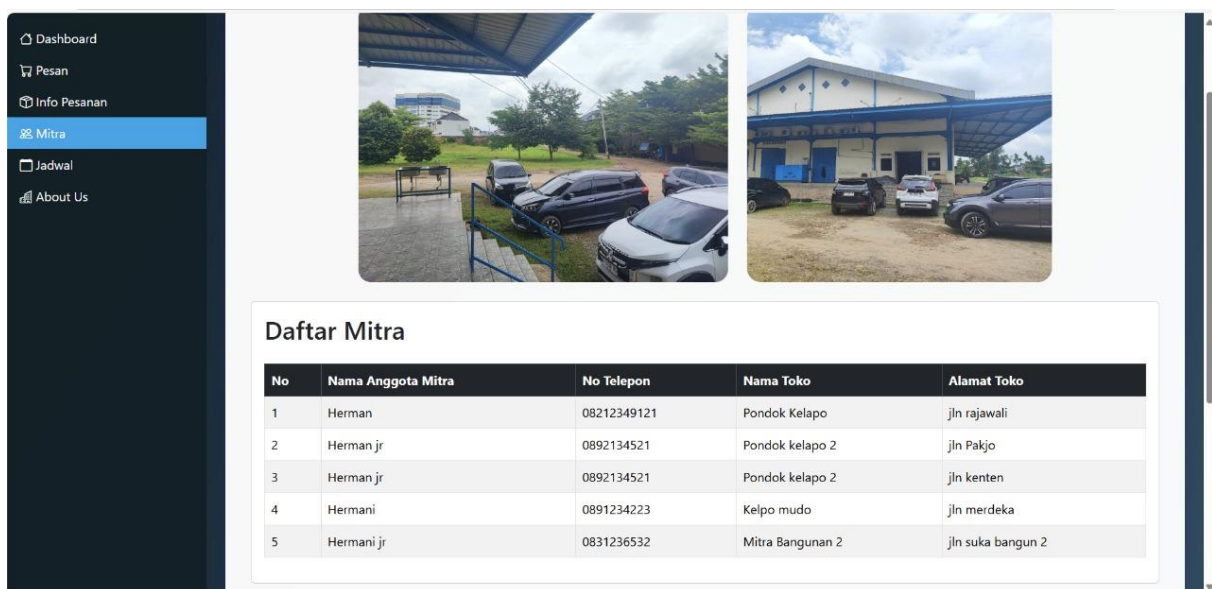 Dashboard
Pesan
Info Pesanan
Mitra
Jadwal
About Us
Daftar Mitra
No Nama Anggota Mitra No Telepon Nama Toko Alamat Toko
1 Herman 08212349121 Pondok Kelapo jln rajawali
2 Herman jr 0892134521 Pondok kelapo 2 jln Pakjo
3 Herman jr 0892134521 Pondok kelapo 2 jln kenten
4 Hermani 0891234223 Kelpo mudo jln merdeka
5 Hermani jr 0831236532 Mitra Bangunan 2 jln suka bangun 2